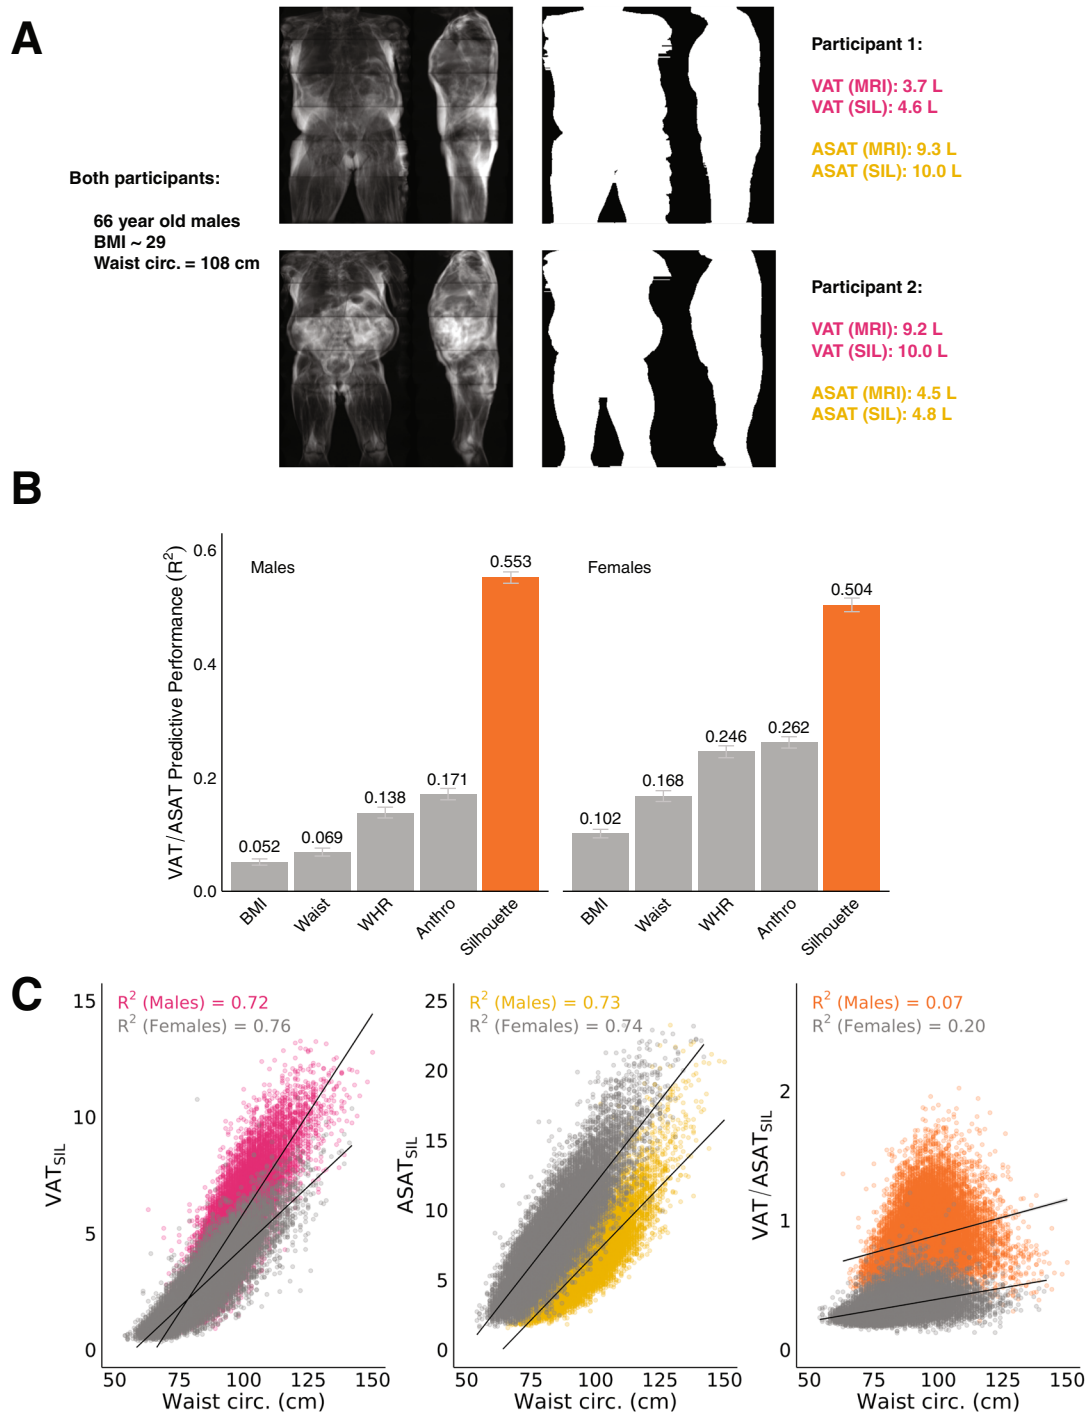 A
Both participants:
66 year old males
BMI ~ 29
Waist circ. = 108 cm
Participant 1:
VAT (MRI): 3.7 L
VAT (SIL): 4.6 L
ASAT (MRI): 9.3 L
ASAT (SIL): 10.0 L
Participant 2:
VAT (MRI): 9.2 L
VAT (SIL): 10.0 L
ASAT (MRI): 4.5 L
ASAT (SIL): 4.8 L
B
VAT/ASAT Predictive Performance (R²)
0.6
0.4
0.2
0.0
Males
0.052
0.069
0.138
0.171
0.553
BMI
Waist
WHR
Anthro
Silhouette
Females
0.102
0.168
0.246
0.262
0.504
BMI
Waist
WHR
Anthro
Silhouette
C
R² (Males) = 0.72
R² (Females) = 0.76
VAT_SIL
15
10
5
0
50 75 100 125 150
Waist circ. (cm)
R² (Males) = 0.73
R² (Females) = 0.74
ASAT_SIL
25
20
15
10
5
0
50 75 100 125 150
Waist circ. (cm)
R² (Males) = 0.07
R² (Females) = 0.20
VAT/ASAT_SIL
2
1
0
50 75 100 125 150
Waist circ. (cm)